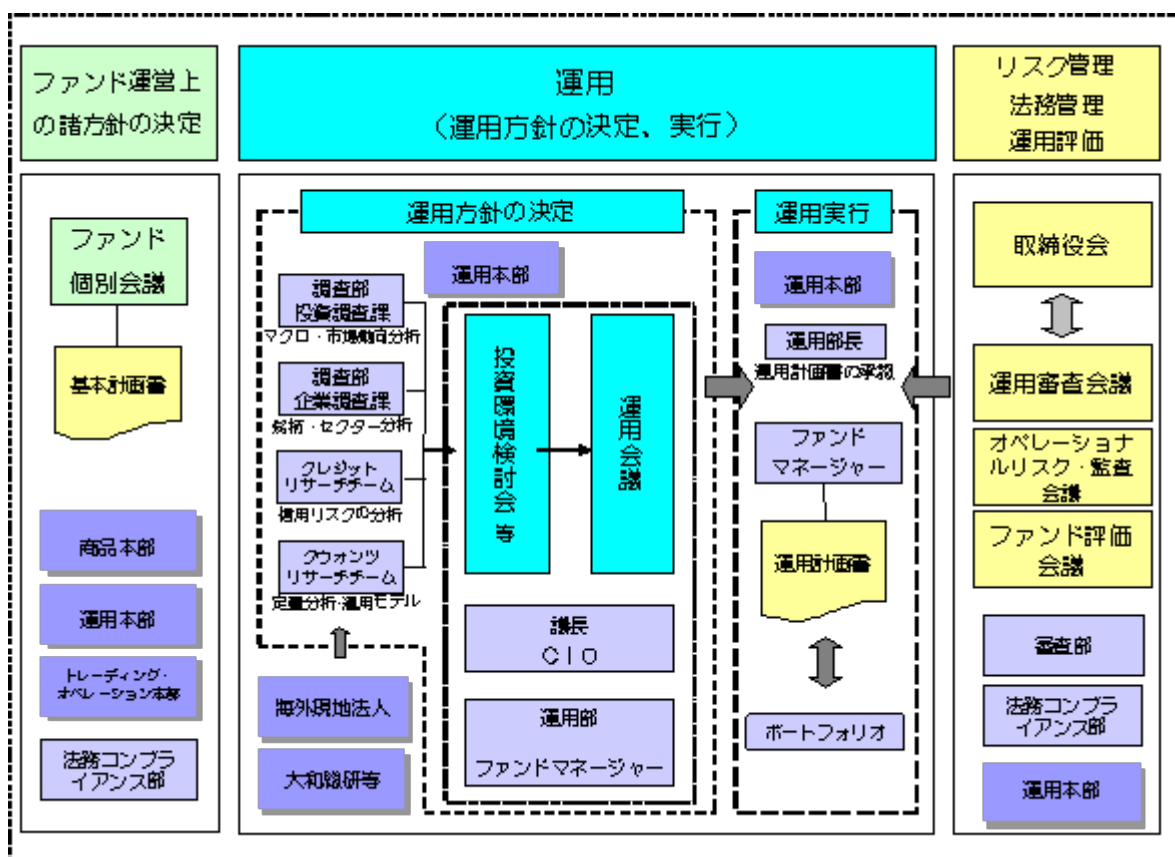 ファンド運営上
の諸方針の決定
運用
（運用方針の決定、実行）
リスク管理
法務管理
運用評価
ファンド
個別会議
基本計画書
商品本部
運用本部
トレーディング・
オペレーション本部
法務コンプラ
イアンス部
運用方針の決定
運用本部
調査部
投資調査課
マクロ・市場動向分析
調査部
企業調査課
銘柄・セクター分析
クレジット
リサーチチーム
信用リスクの分析
クウォンツ
リサーチチーム
定量分析・運用モデル
海外現地法人
大和総研等
投資環境検討会 等
運用会議
議長
ＣＩＯ
運用部
ファンドマネージャー
運用実行
運用本部
運用部長
運用計画書の承認
ファンド
マネージャー
運用計画書
ポートフォリオ
取締役会
運用審査会議
オペレーショナ
ルリスク・監査
会議
ファンド評価
会議
審査部
法務コンプラ
イアンス部
運用本部